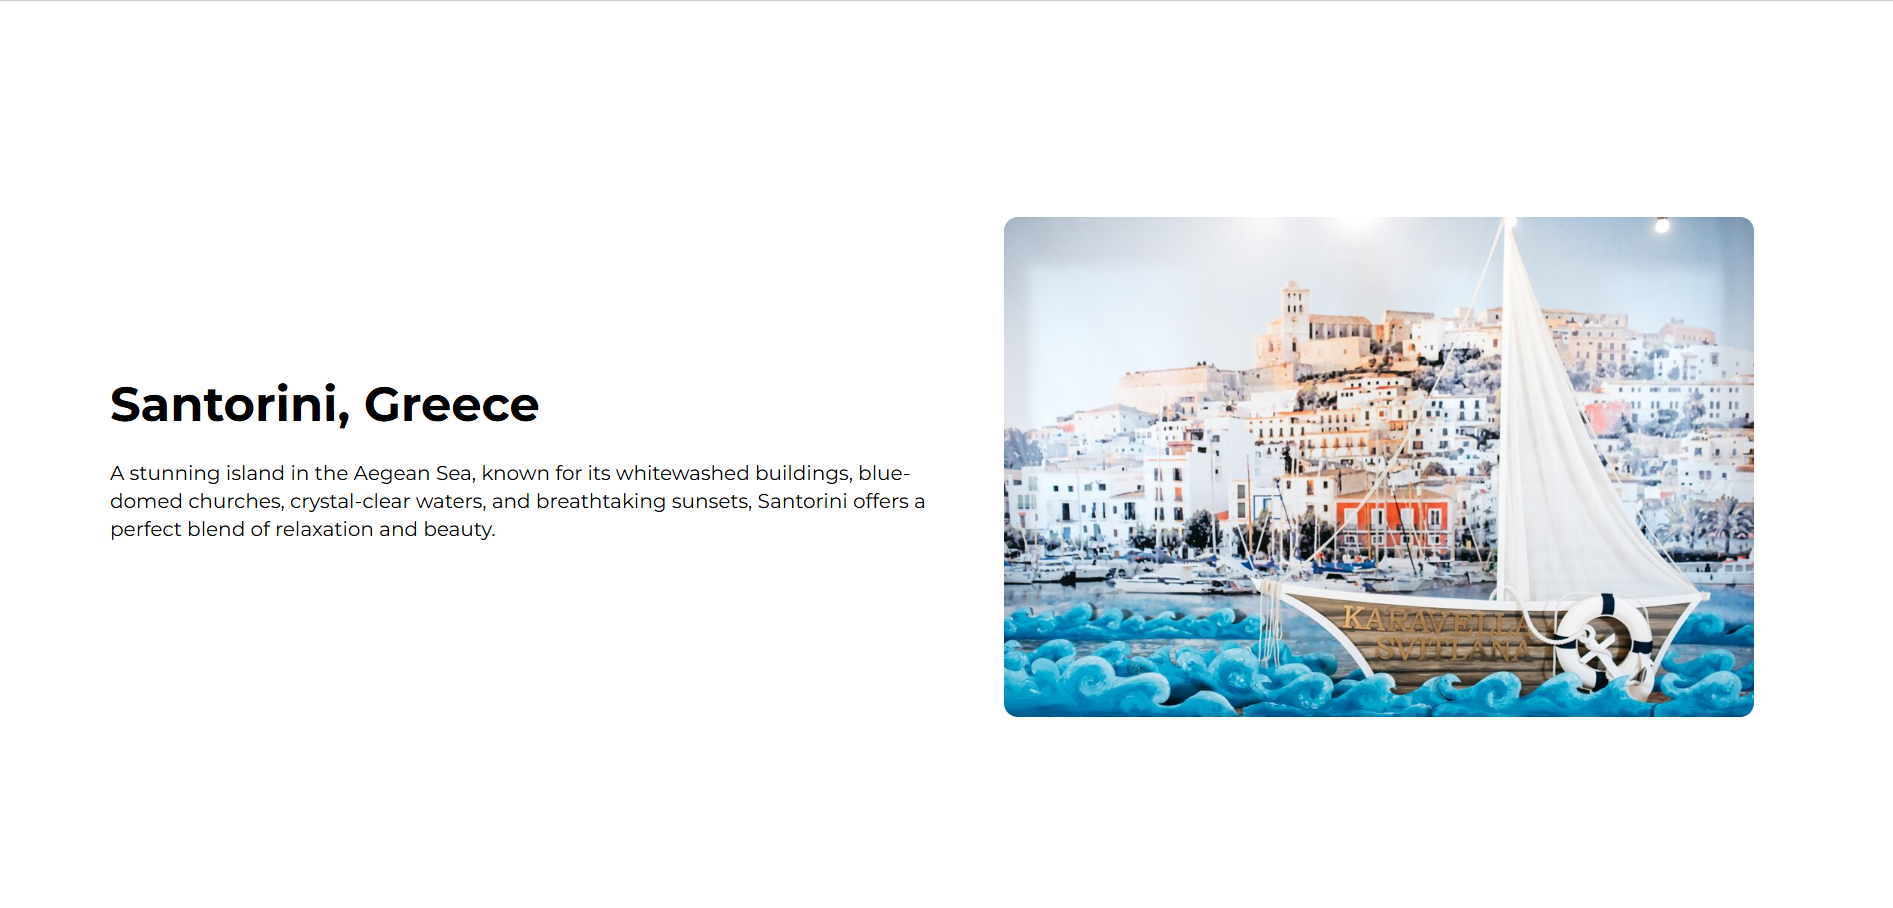 Santorini, Greece
A stunning island in the Aegean Sea, known for its whitewashed buildings, blue-
domed churches, crystal-clear waters, and breathtaking sunsets, Santorini offers a
perfect blend of relaxation and beauty.
KARAVELLA
SVITLANA